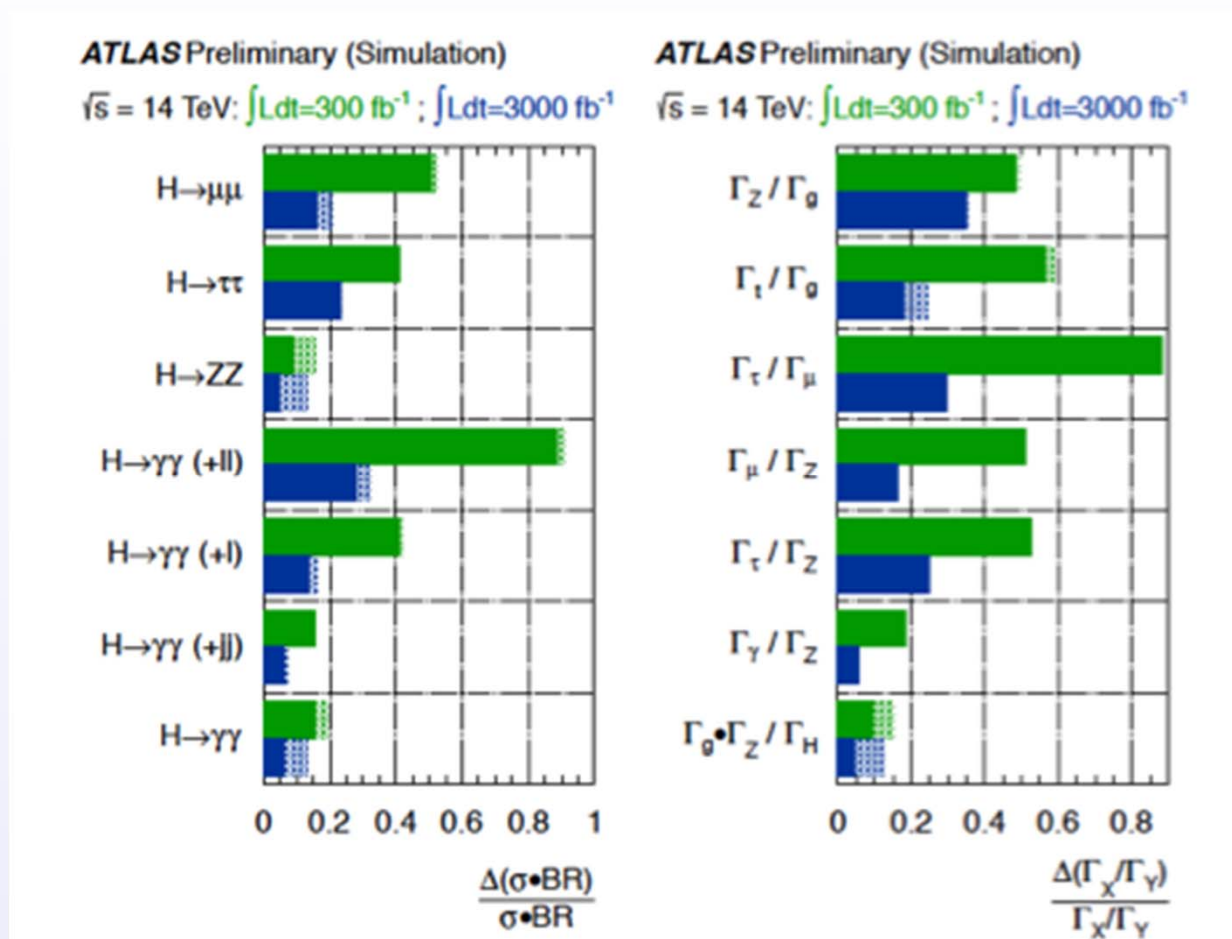 ATLAS Preliminary (Simulation)
√s = 14 TeV: ∫Ldt=300 fb⁻¹ ; ∫Ldt=3000 fb⁻¹
H→μμ
H→ττ
H→ZZ
H→γγ (+ll)
H→γγ (+l)
H→γγ (+jj)
H→γγ
0 0.2 0.4 0.6 0.8 1
Δ(σ•BR)
σ•BR
ATLAS Preliminary (Simulation)
√s = 14 TeV: ∫Ldt=300 fb⁻¹ ; ∫Ldt=3000 fb⁻¹
Γ_Z / Γ_g
Γ_t / Γ_g
Γ_τ / Γ_μ
Γ_μ / Γ_Z
Γ_τ / Γ_Z
Γ_γ / Γ_Z
Γ_g•Γ_Z / Γ_H
0 0.2 0.4 0.6 0.8
Δ(Γ_X/Γ_Y)
Γ_X/Γ_Y